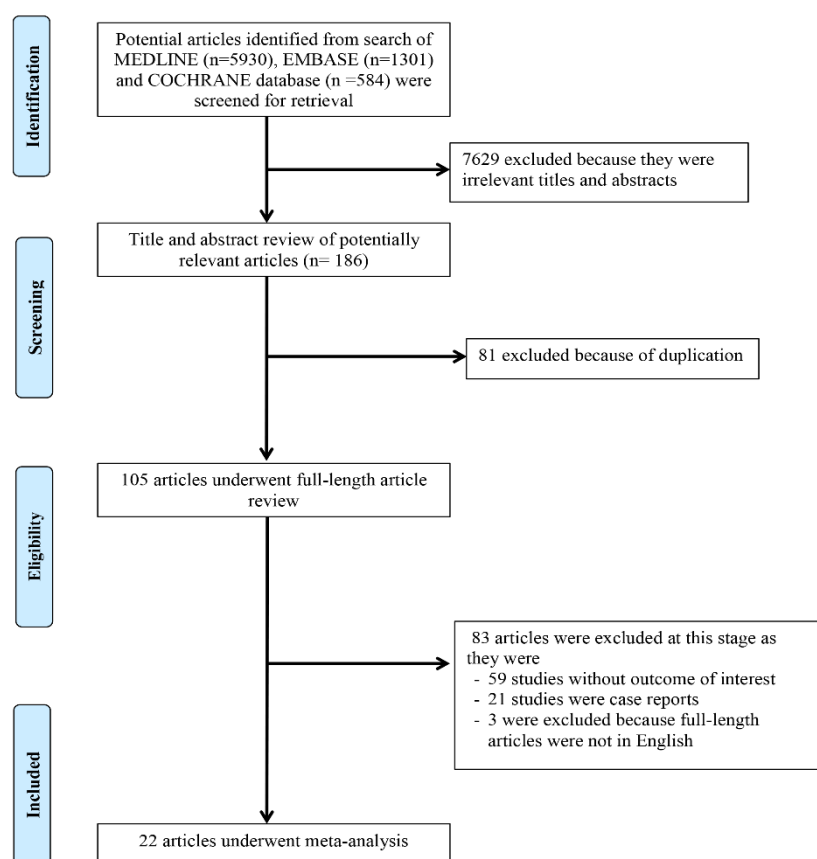 Identification
Potential articles identified from search of
MEDLINE (n=5930), EMBASE (n=1301)
and COCHRANE database (n =584) were
screened for retrieval
7629 excluded because they were
irrelevant titles and abstracts
Screening
Title and abstract review of potentially
relevant articles (n= 186)
81 excluded because of duplication
Eligibility
105 articles underwent full-length article
review
83 articles were excluded at this stage as
they were
- 59 studies without outcome of interest
- 21 studies were case reports
- 3 were excluded because full-length
articles were not in English
Included
22 articles underwent meta-analysis